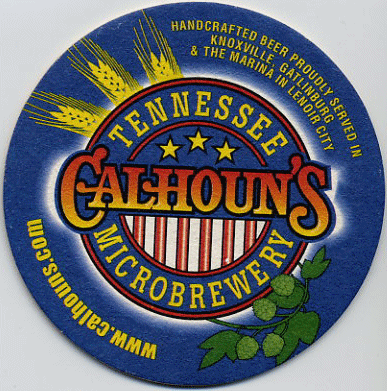 HANDCRAFTED BEER PROUDLY SERVED IN
KNOXVILLE, GATLINBURG
& THE MARINA IN LENOIR CITY
TENNESSEE
CALHOUN'S
MICROBREWERY
www.calhouns.com